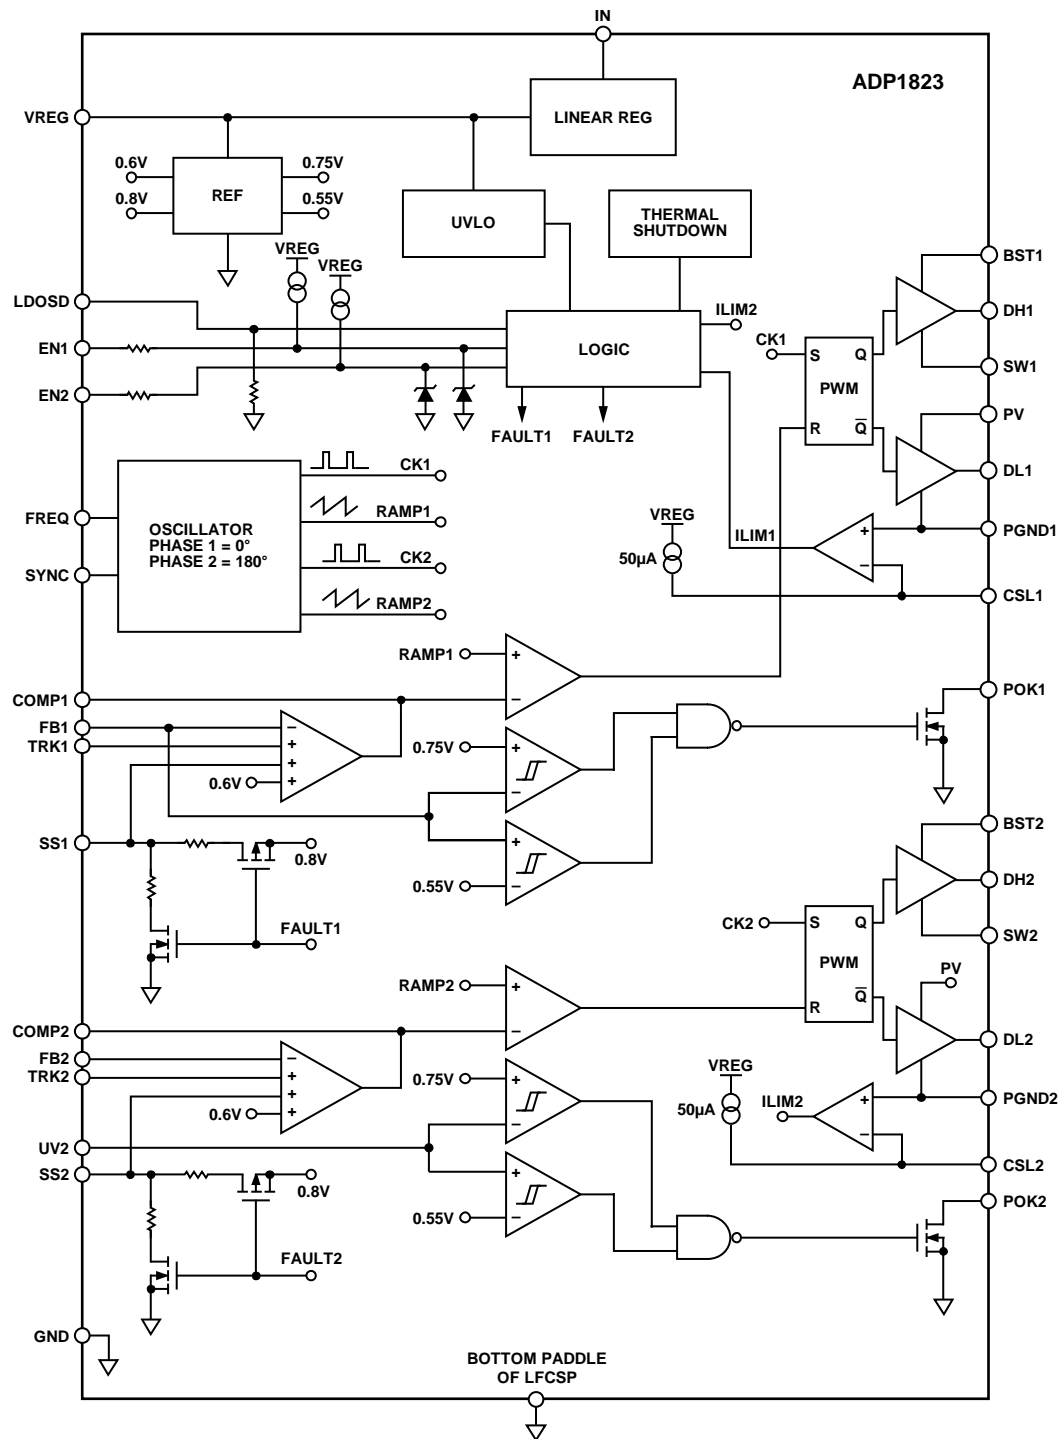 IN
ADP1823
VREG
LINEAR REG
0.6V
0.75V
REF
0.8V
0.55V
UVLO
THERMAL
SHUTDOWN
VREG
VREG
BST1
LDOSD
ILIM2
DH1
EN1
LOGIC
CK1
S
Q
SW1
EN2
PWM
PV
FAULT1
FAULT2
R
Q
CK1
DL1
FREQ
OSCILLATOR
PHASE 1 = 0°
PHASE 2 = 180°
RAMP1
VREG
ILIM1
+
PGND1
CK2
50µA
–
SYNC
CSL1
RAMP2
RAMP1
+
COMP1
–
POK1
FB1
–
TRK1
+
0.75V
+
+
0.6V
+
–
BST2
SS1
+
0.8V
DH2
0.55V
–
CK2
S
Q
FAULT1
SW2
PWM
PV
RAMP2
+
R
Q
COMP2
–
DL2
FB2
–
TRK2
+
0.75V
+
VREG
+
50µA
ILIM2
+
PGND2
0.6V
+
–
–
UV2
SS2
+
CSL2
0.8V
POK2
0.55V
–
FAULT2
GND
BOTTOM PADDLE
OF LFCSP